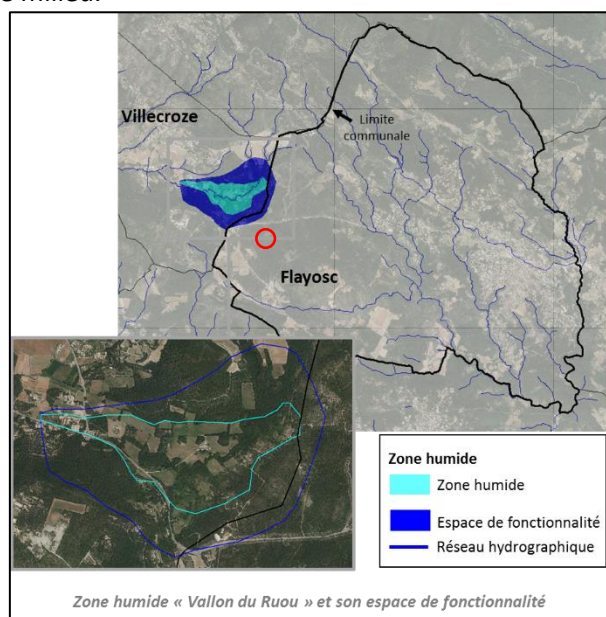 Villecroze
Limite
communale
Flayosc
Zone humide
Zone humide
Espace de fonctionnalité
Réseau hydrographique
Zone humide « Vallon du Ruou » et son espace de fonctionnalité